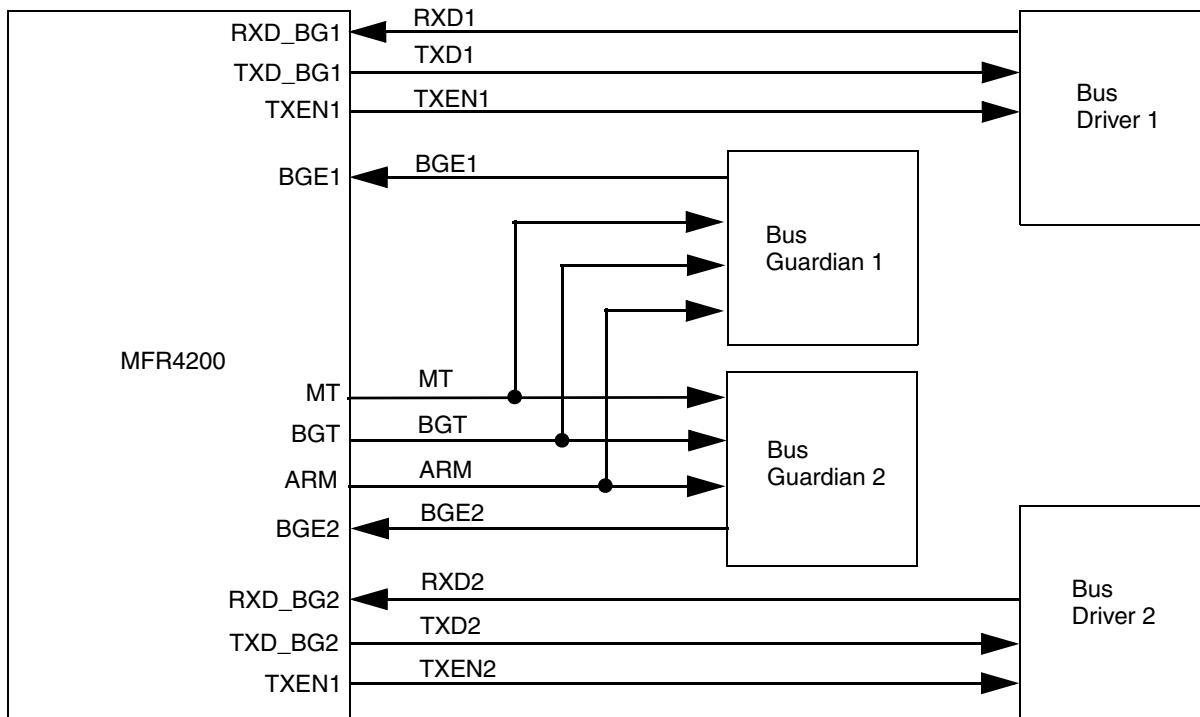 RXD_BG1
RXD1
TXD_BG1
TXD1
TXEN1
TXEN1
Bus
Driver 1
BGE1
BGE1
Bus
Guardian 1
MFR4200
MT
MT
BGT
BGT
ARM
ARM
Bus
Guardian 2
BGE2
BGE2
RXD_BG2
RXD2
TXD_BG2
TXD2
TXEN1
TXEN2
Bus
Driver 2